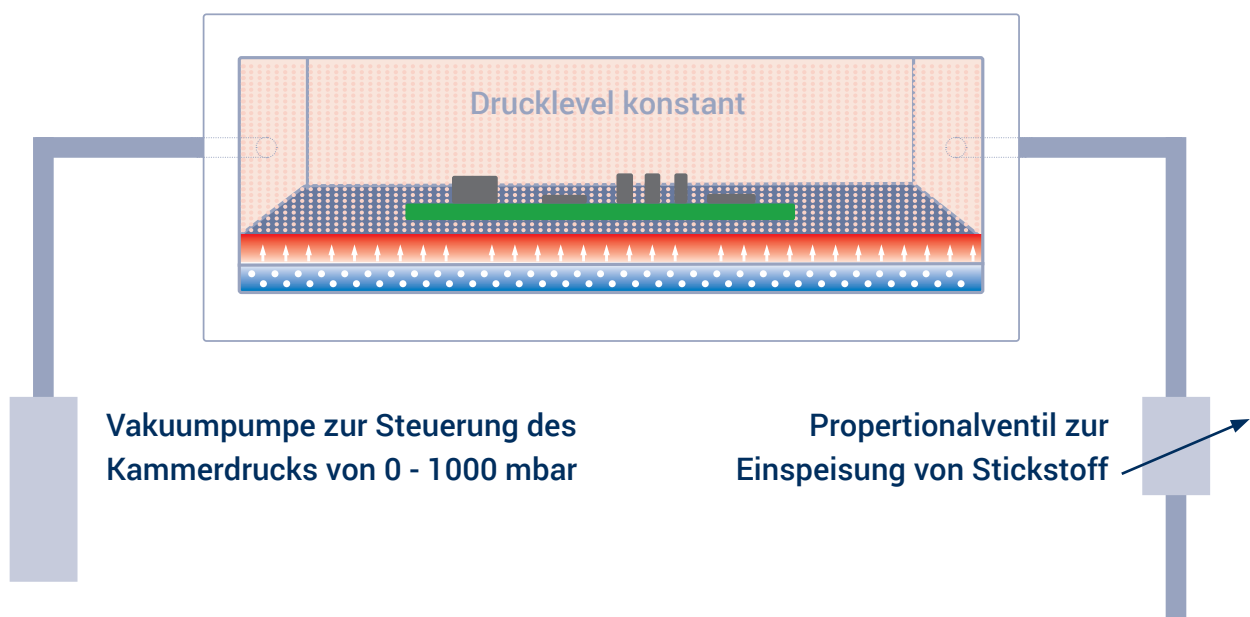 Drucklevel konstant
Vakuumpumpe zur Steuerung des
Kammerdrucks von 0 - 1000 mbar
Propertionalventil zur
Einspeisung von Stickstoff